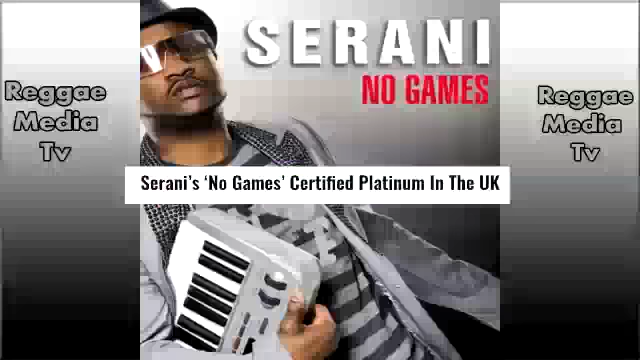 SERANI
NO GAMES
Reggae
Media
Tv
Reggae
Media
Tv
Serani's ‘No Games’ Certified Platinum In The UK